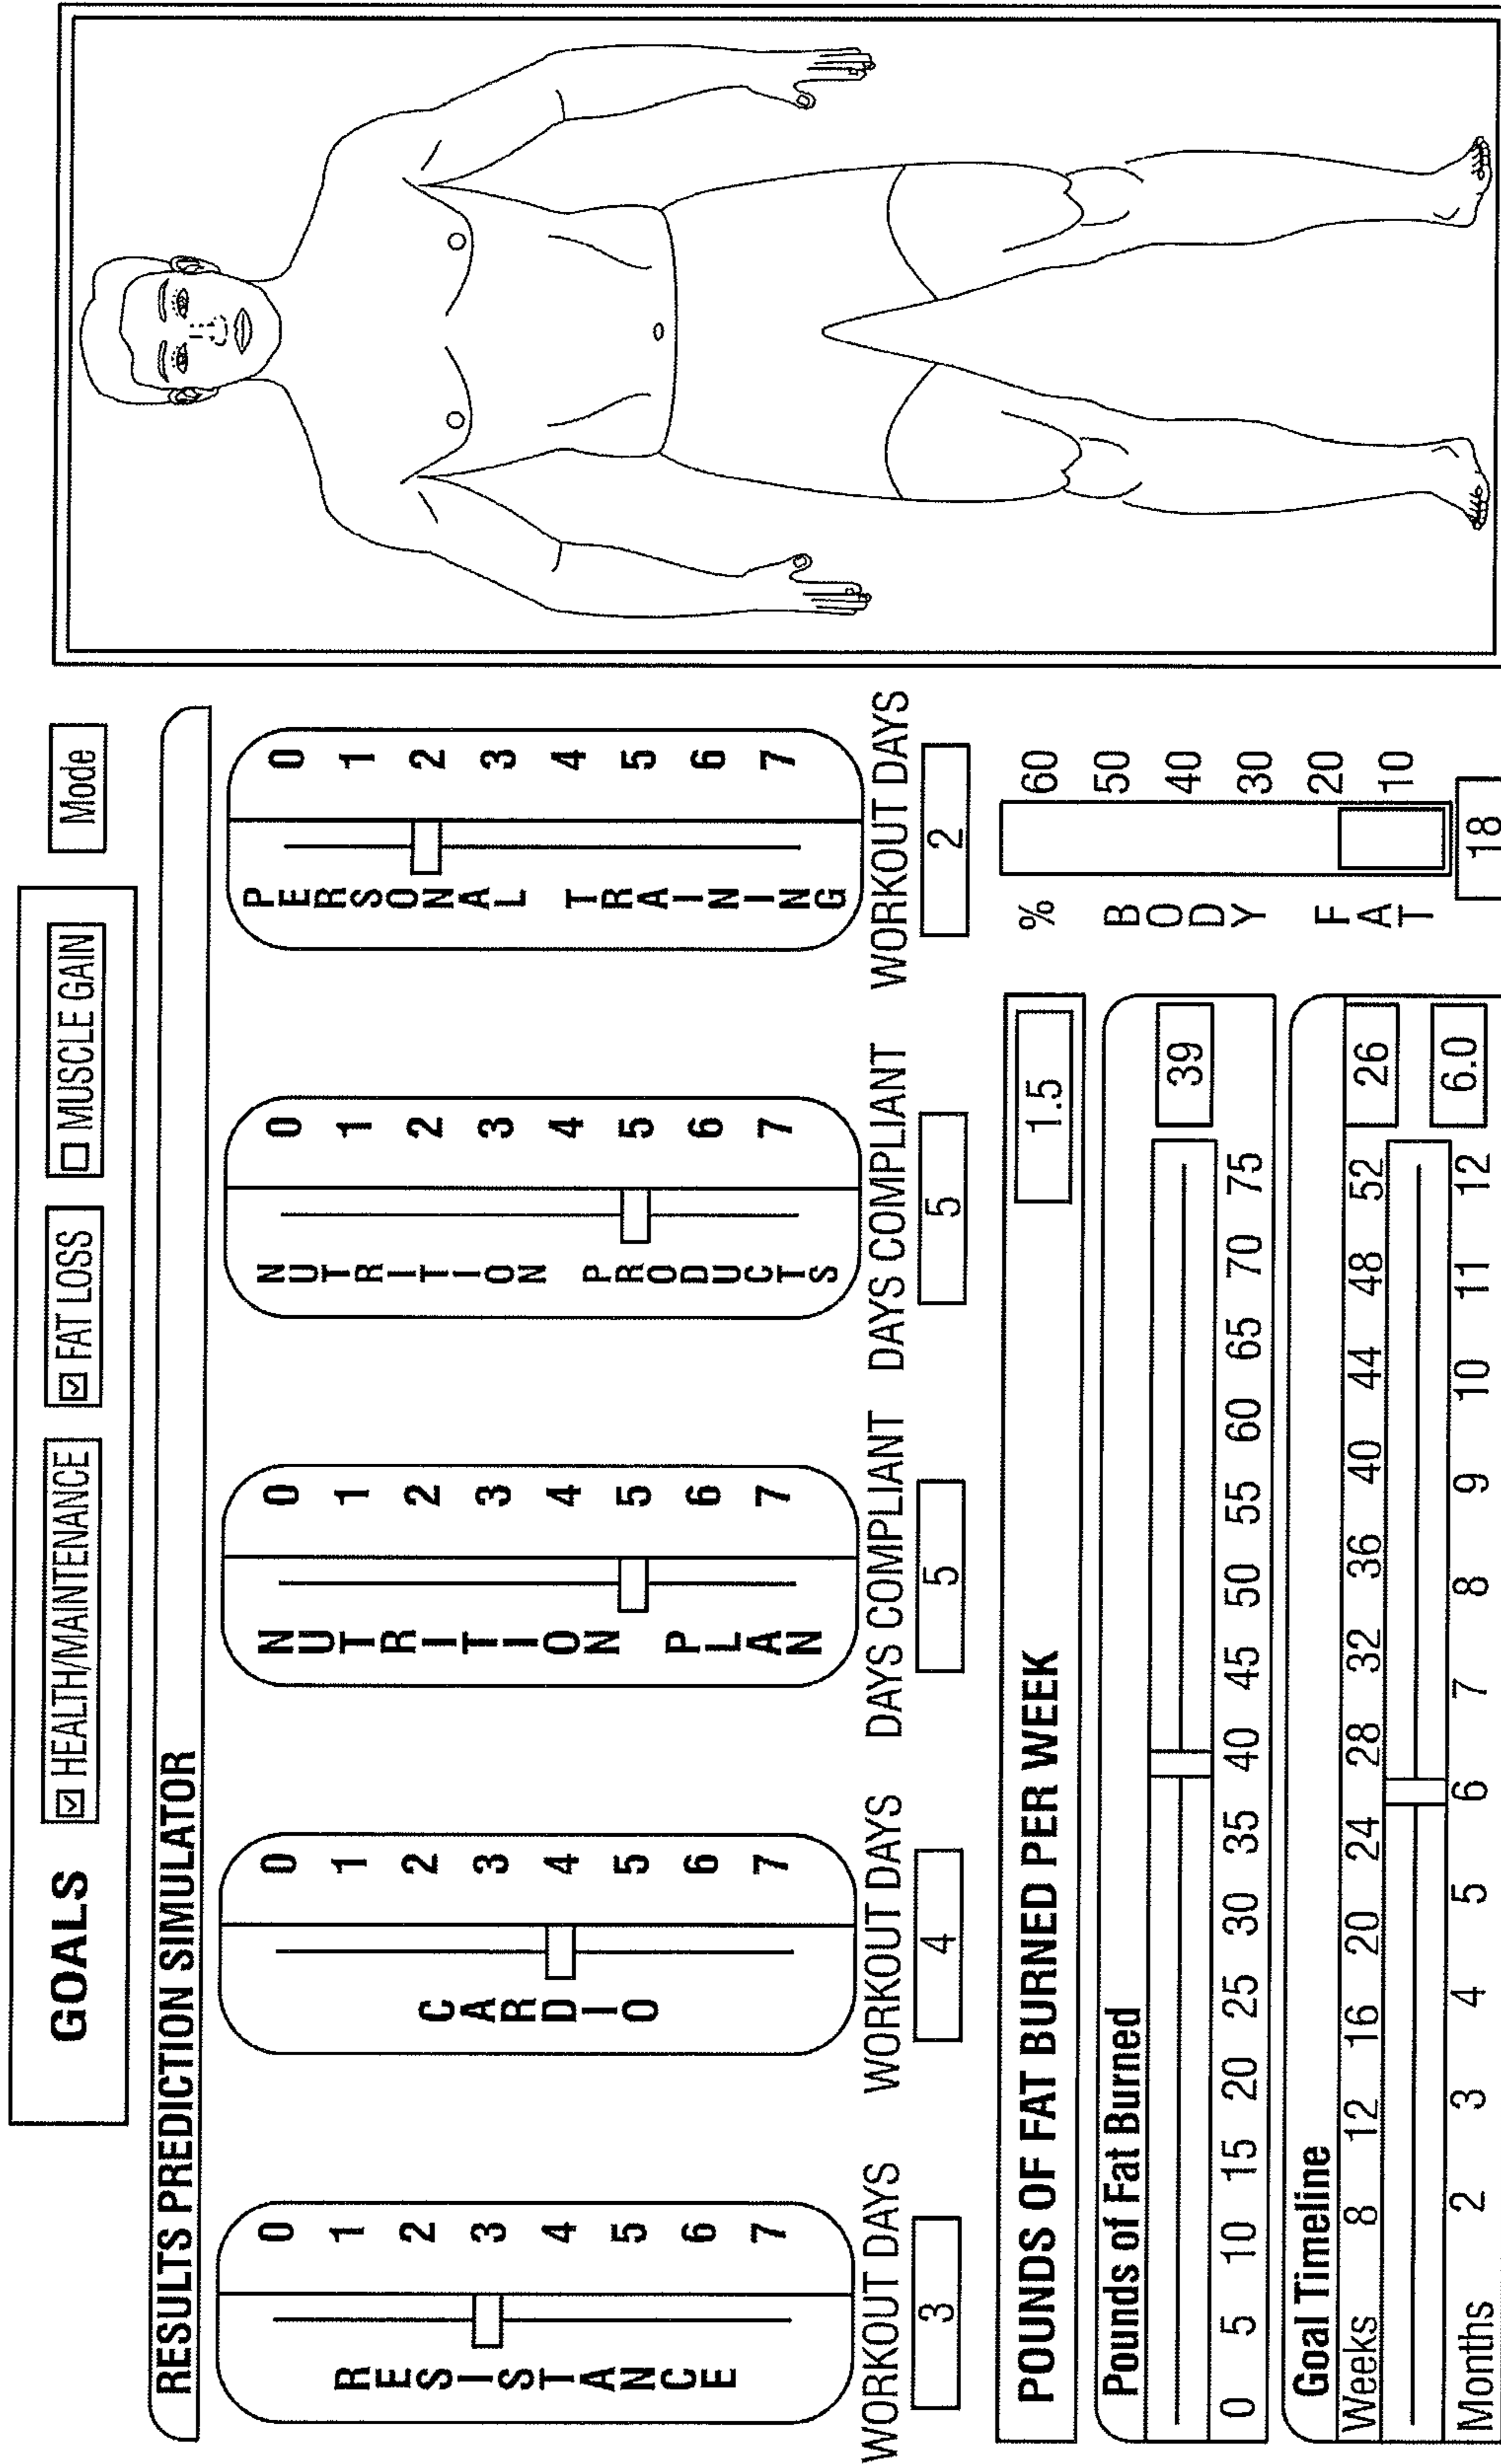 GOALS ☑ HEALTH/MAINTENANCE ☑ FAT LOSS ☐ MUSCLE GAIN Mode
RESULTS PREDICTION SIMULATOR
RESISTANCE
0
1
2
3
4
5
6
7
WORKOUT DAYS
3
CARDIO
0
1
2
3
4
5
6
7
WORKOUT DAYS
4
NUTRITION PLAN
0
1
2
3
4
5
6
7
DAYS COMPLIANT
5
NUTRITION PRODUCTS
0
1
2
3
4
5
6
7
DAYS COMPLIANT
5
PERSONAL TRAINING
0
1
2
3
4
5
6
7
WORKOUT DAYS
2
POUNDS OF FAT BURNED PER WEEK 1.5
Pounds of Fat Burned
39
0 5 10 15 20 25 30 35 40 45 50 55 60 65 70 75
Goal Timeline
Weeks 8 12 16 20 24 28 32 36 40 44 48 52 26
Months 2 3 4 5 6 7 8 9 10 11 12 6.0
% BODY FAT
60
50
40
30
20
10
18